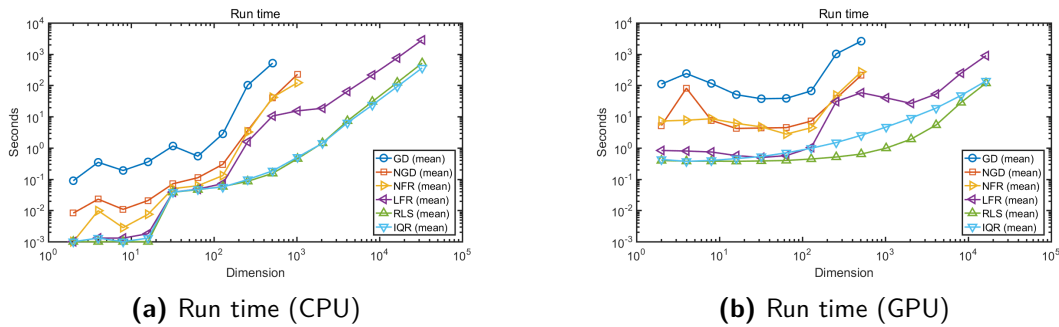 Run time
Seconds
10^4
10^3
10^2
10^1
10^0
10^-1
10^-2
10^-3
GD (mean)
NGD (mean)
NFR (mean)
LFR (mean)
RLS (mean)
IQR (mean)
10^0 10^1 10^2 10^3 10^4 10^5
Dimension
(a) Run time (CPU)
Run time
Seconds
10^4
10^3
10^2
10^1
10^0
10^-1
10^-2
10^-3
GD (mean)
NGD (mean)
NFR (mean)
LFR (mean)
RLS (mean)
IQR (mean)
10^0 10^1 10^2 10^3 10^4 10^5
Dimension
(b) Run time (GPU)